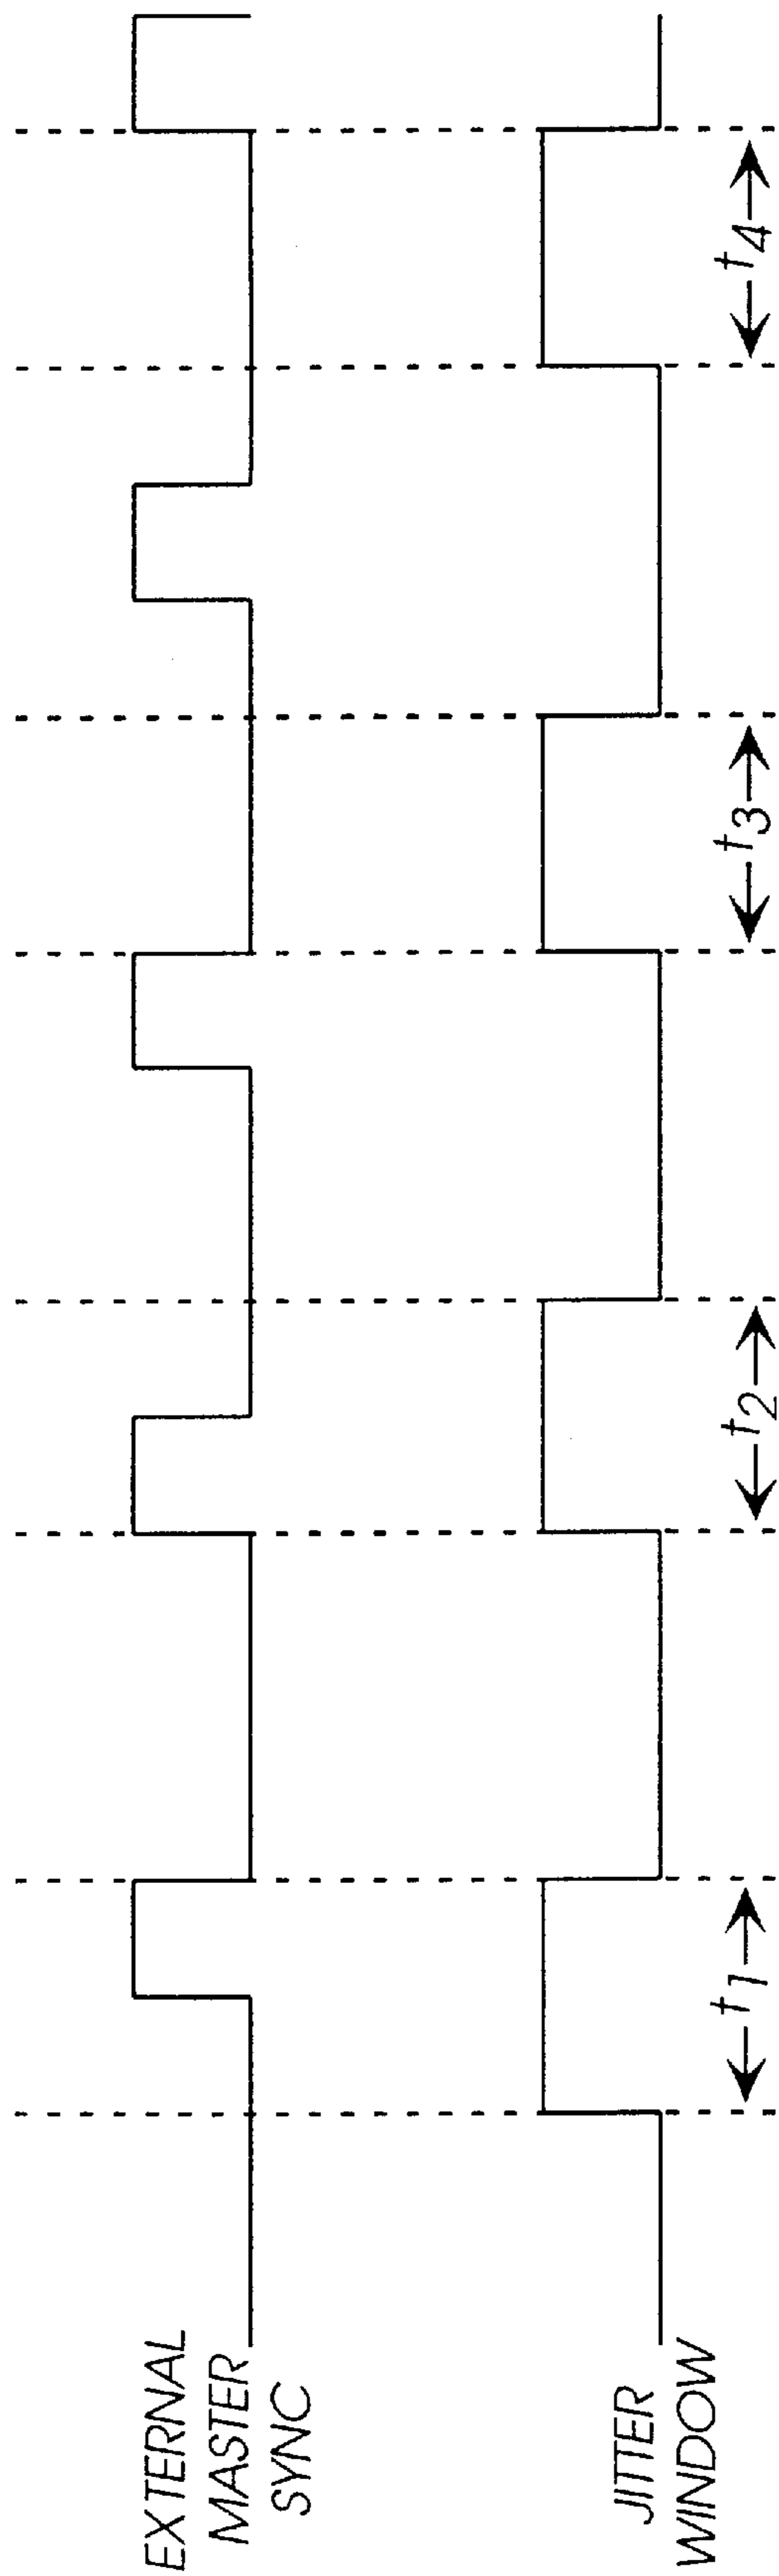 EXTERNAL
MASTER
SYNC
JITTER
WINDOW
t1
t2
t3
t4